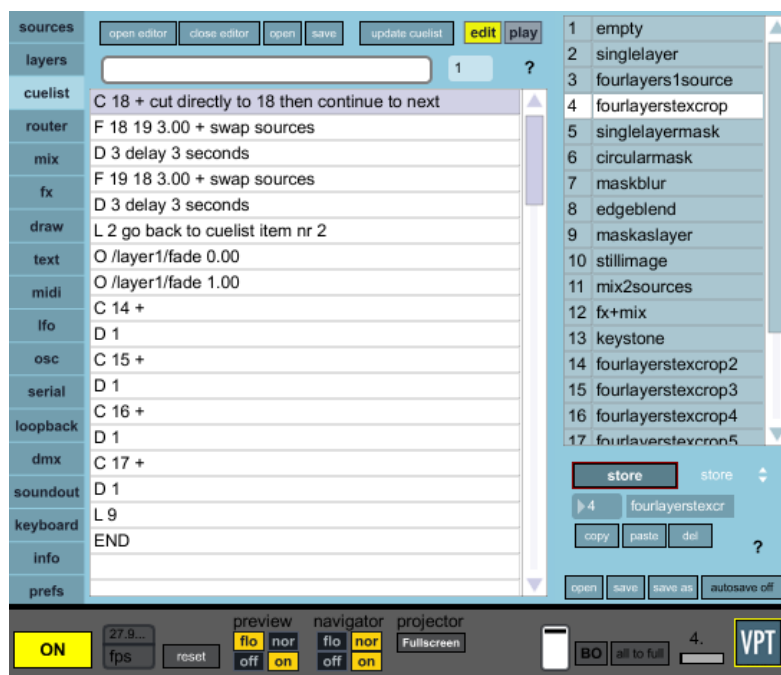 sources
layers
cuelist
router
mix
fx
draw
text
midi
lfo
osc
serial
loopback
dmx
soundout
keyboard
info
prefs
open editor close editor open save update cuelist edit play
1 ?
C 18 + cut directly to 18 then continue to next
F 18 19 3.00 + swap sources
D 3 delay 3 seconds
F 19 18 3.00 + swap sources
D 3 delay 3 seconds
L 2 go back to cuelist item nr 2
O /layer1/fade 0.00
O /layer1/fade 1.00
C 14 +
D 1
C 15 +
D 1
C 16 +
D 1
C 17 +
D 1
L 9
END
1 empty
2 singlelayer
3 fourlayers1source
4 fourlayerstexcrop
5 singlelayermask
6 circularmask
7 maskblur
8 edgeblend
9 maskaslayer
10 stillimage
11 mix2sources
12 fx+mix
13 keystone
14 fourlayerstexcrop2
15 fourlayerstexcrop3
16 fourlayerstexcrop4
17 fourlayerstexcrop5
store store
4 fourlayerstexcr
copy paste del
?
open save save as autosave off
ON
27.9...
fps
reset
preview
flo nor
off on
navigator
flo nor
off on
projector
Fullscreen
BO all to full
4.
VPT